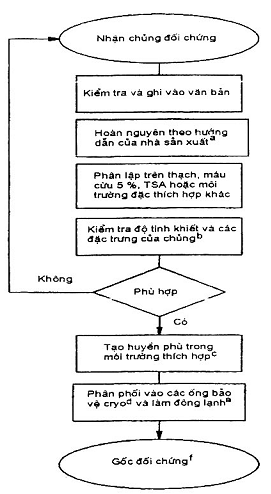 Nhận chủng đối chứng
Kiểm tra và ghi vào văn bản
Hoàn nguyên theo hướng
dẫn của nhà sản xuất^a
Phân lập trên thạch, máu
cừu 5 %, TSA hoặc môi
trường đặc thích hợp khác
Kiểm tra độ tinh khiết và các
đặc trưng của chủng^b
Không
Phù hợp
Có
Tạo huyền phù trong
môi trường thích hợp^c
Phân phối vào các ống bảo
vệ cryo^d và làm đông lạnh^e
Gốc đối chứng^f